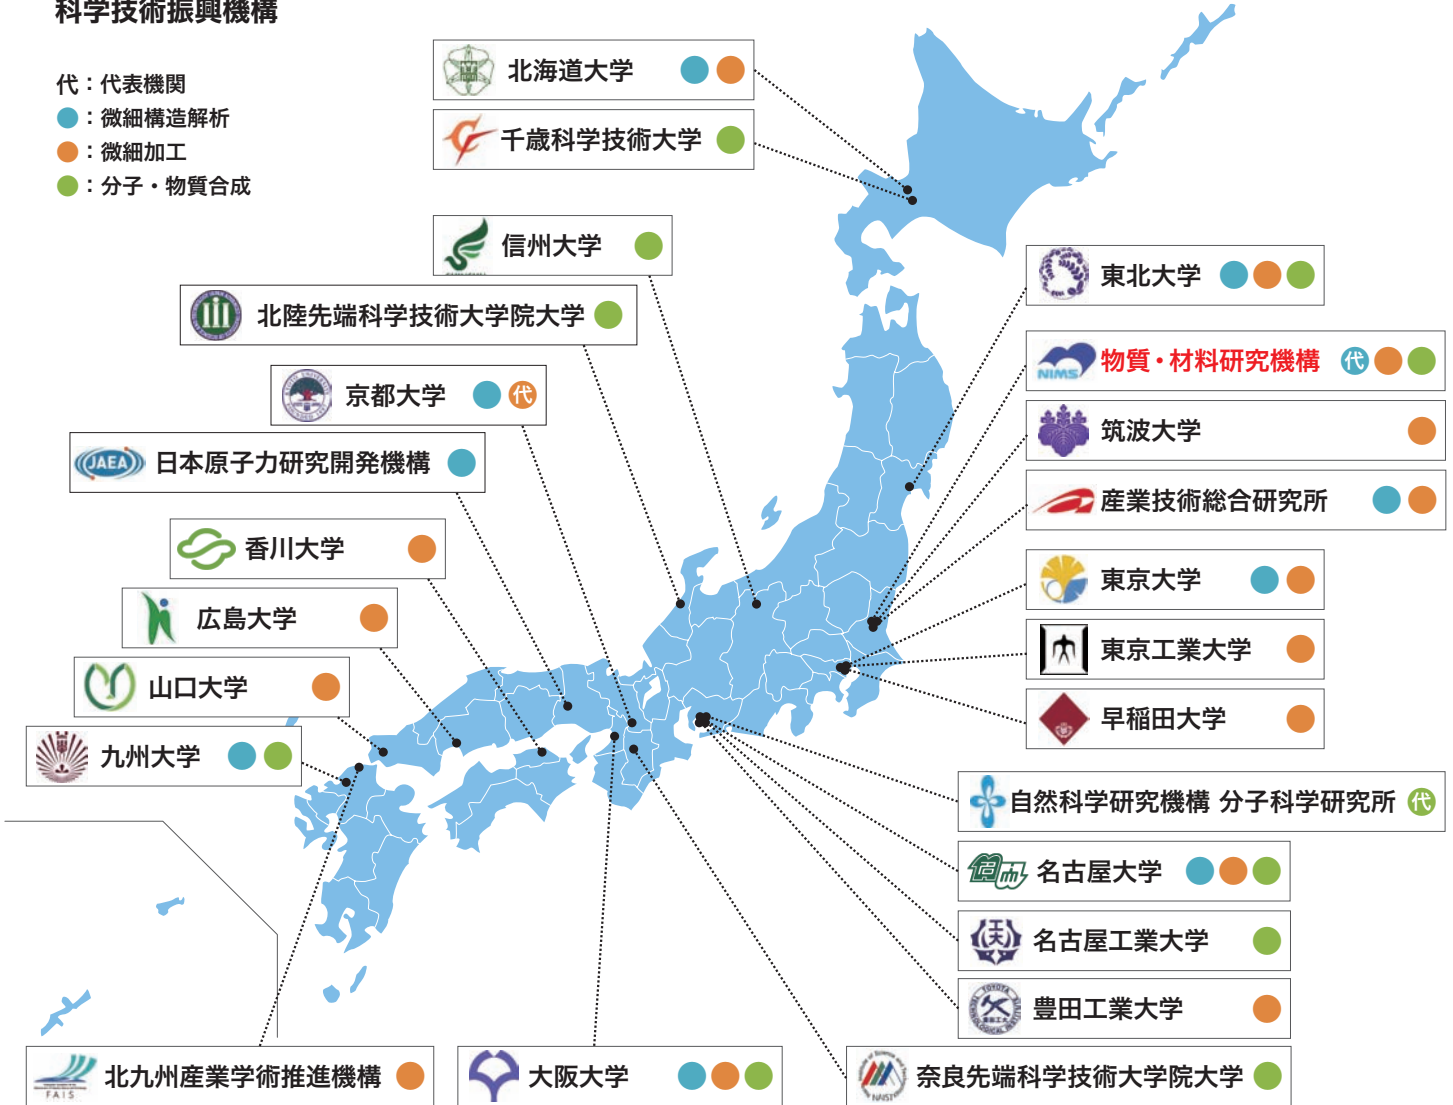 科学技術振興機構
代：代表機関
：微細構造解析
：微細加工
：分子・物質合成
北海道大学
千歳科学技術大学
信州大学
北陸先端科学技術大学院大学
京都大学 代
JAEA 日本原子力研究開発機構
香川大学
広島大学
山口大学
九州大学
東北大学
NIMS 物質・材料研究機構 代
筑波大学
産業技術総合研究所
東京大学
東京工業大学
早稲田大学
自然科学研究機構 分子科学研究所 代
名古屋大学
名古屋工業大学
豊田工業大学
FAIS 北九州産業学術推進機構
大阪大学
奈良先端科学技術大学院大学